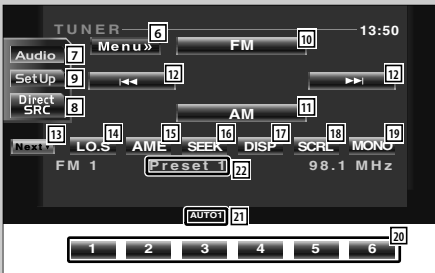 TUNER 13:50
6 10
Menu» FM
Audio 7
SetUp 9 12 12
Direct SRC 8
11
AM
13 14 15 16 17 18 19
Next LO.S AME SEEK DISP SCRL MONO
FM 1 Preset 1 22 98.1 MHz
AUTO1 21
20
1 2 3 4 5 6